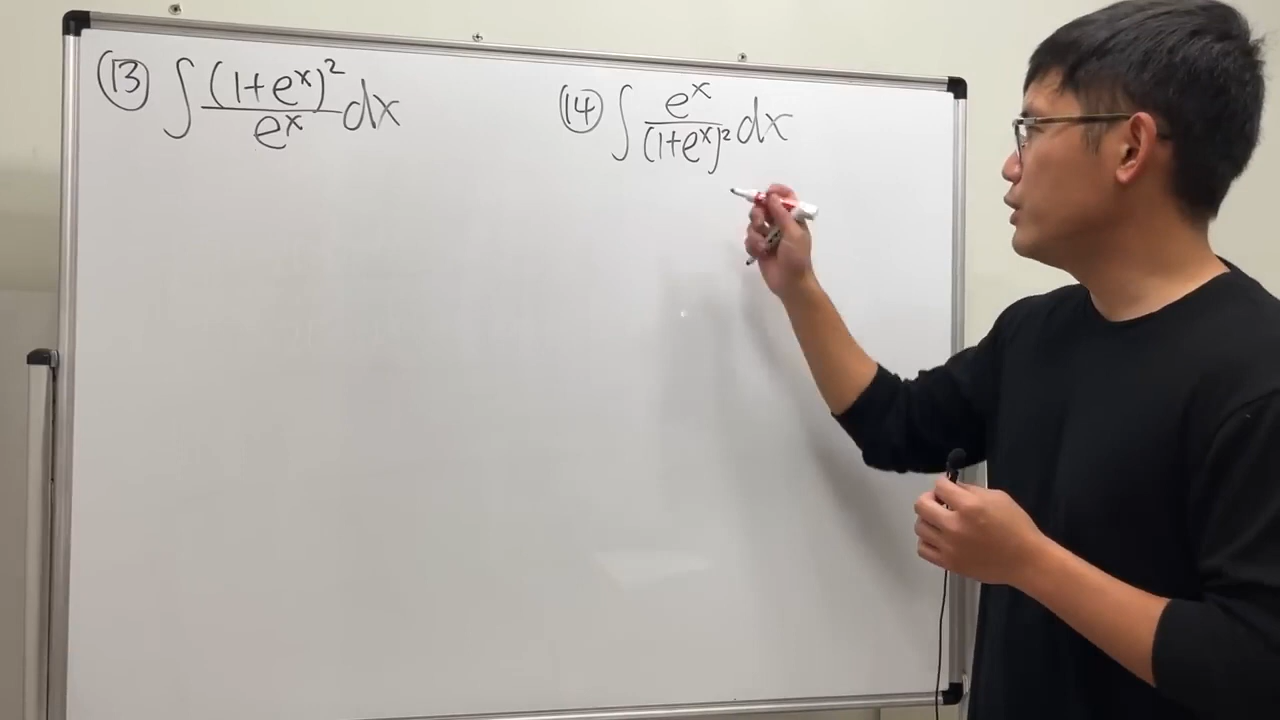 (13) ∫ (1+e^x)^2 / e^x dx
(14) ∫ e^x / (1+e^x)^2 dx